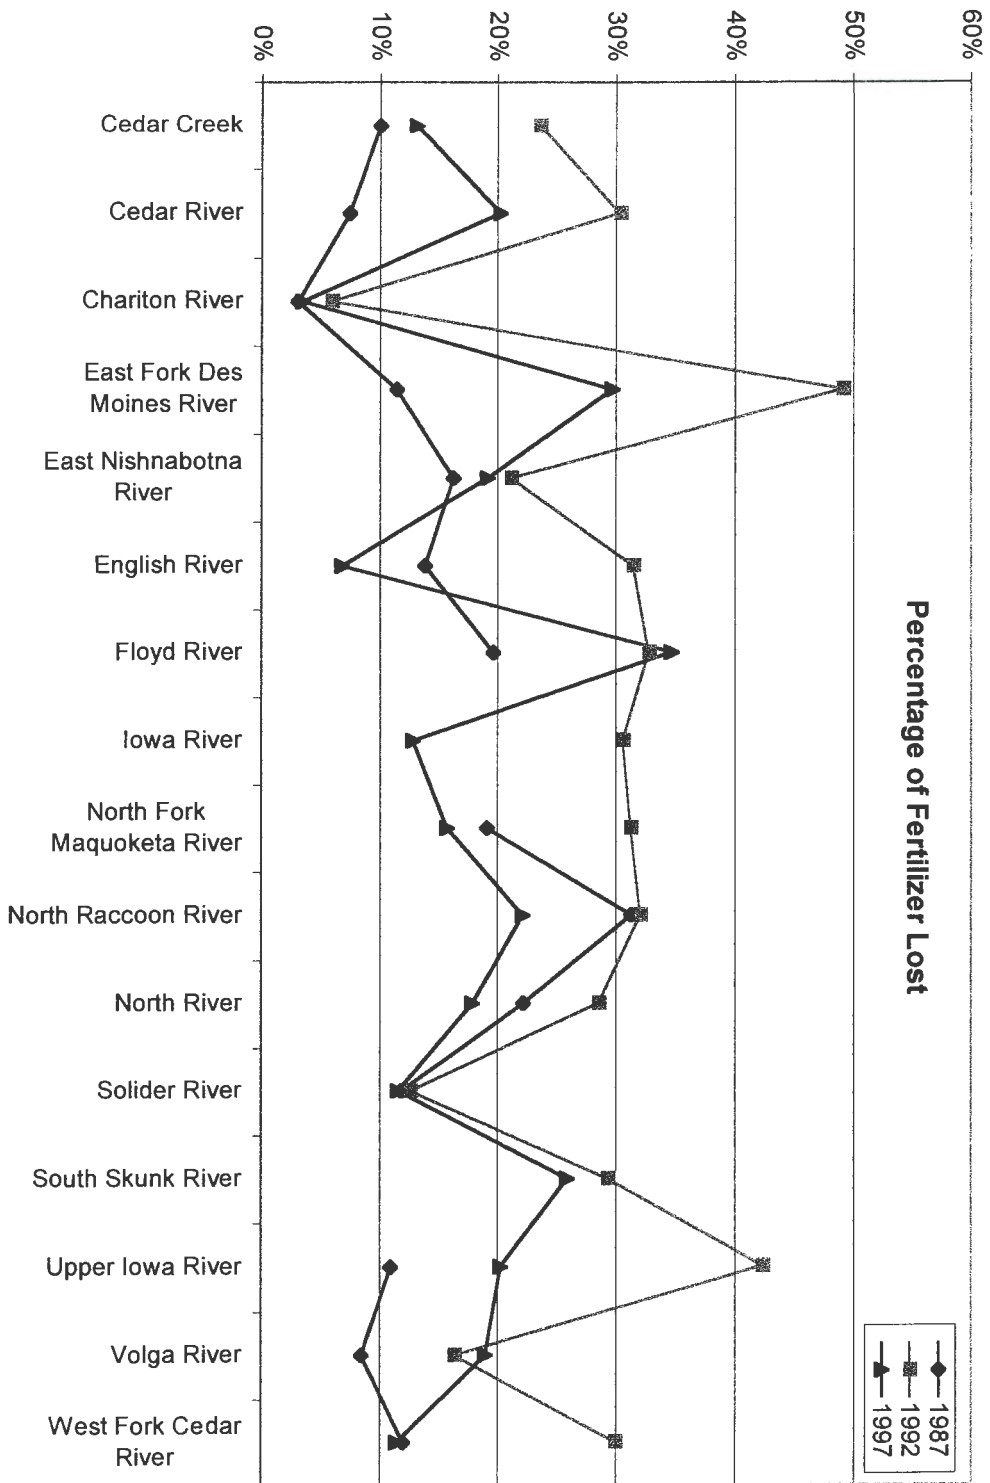 Percentage of Fertilizer Lost
1987
1992
1997
60%
50%
40%
30%
20%
10%
0%
Cedar Creek
Cedar River
Chariton River
East Fork Des
Moines River
East Nishnabotna
River
English River
Floyd River
Iowa River
North Fork
Maquoketa River
North Raccoon River
North River
Solider River
South Skunk River
Upper Iowa River
Volga River
West Fork Cedar
River